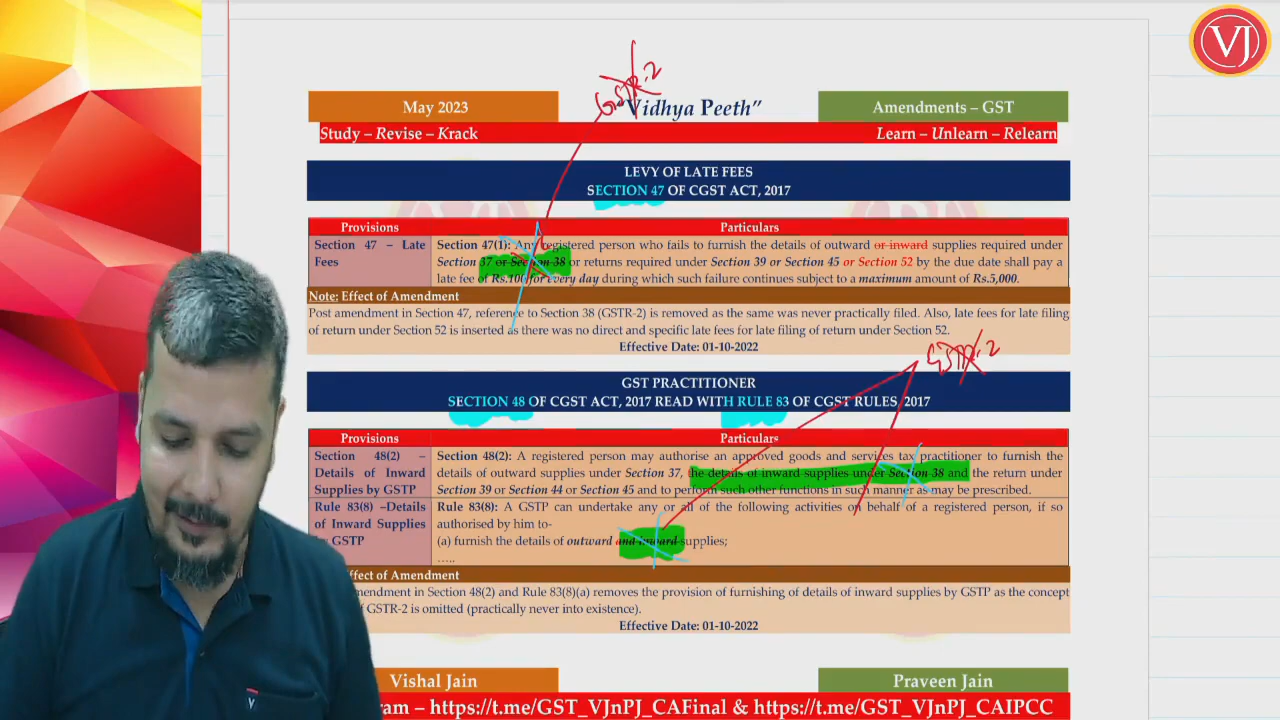 VJ
GSTR-2
May 2023
"Vidhya Peeth"
Amendments – GST
Study – Revise – Krack
Learn – Unlearn – Relearn
LEVY OF LATE FEES
SECTION 47 OF CGST ACT, 2017
Provisions
Particulars
Section 47 – Late
Fees
Section 47(1): Any registered person who fails to furnish the details of outward or inward supplies required under
Section 37 or Section 38 or returns required under Section 39 or Section 45 or Section 52 by the due date shall pay a
late fee of Rs.100 for every day during which such failure continues subject to a maximum amount of Rs.5,000.
Note: Effect of Amendment
Post amendment in Section 47, reference to Section 38 (GSTR-2) is removed as the same was never practically filed. Also, late fees for late filing
of return under Section 52 is inserted as there was no direct and specific late fees for late filing of return under Section 52.
Effective Date: 01-10-2022
GSTR-2
GST PRACTITIONER
SECTION 48 OF CGST ACT, 2017 READ WITH RULE 83 OF CGST RULES, 2017
Provisions
Particulars
Section 48(2) –
Details of Inward
Supplies by GSTP
Section 48(2): A registered person may authorise an approved goods and services tax practitioner to furnish the
details of outward supplies under Section 37, the details of inward supplies under Section 38 and the return under
Section 39 or Section 44 or Section 45 and to perform such other functions in such manner as may be prescribed.
Rule 83(8) –Details
of Inward Supplies
GSTP
Rule 83(8): A GSTP can undertake any or all of the following activities on behalf of a registered person, if so
authorised by him to-
(a) furnish the details of outward and inward supplies;
…..
ffect of Amendment
mendment in Section 48(2) and Rule 83(8)(a) removes the provision of furnishing of details of inward supplies by GSTP as the concept
GSTR-2 is omitted (practically never into existence).
Effective Date: 01-10-2022
Vishal Jain
Praveen Jain
ram – https://t.me/GST_VJnPJ_CAFinal & https://t.me/GST_VJnPJ_CAIPCC